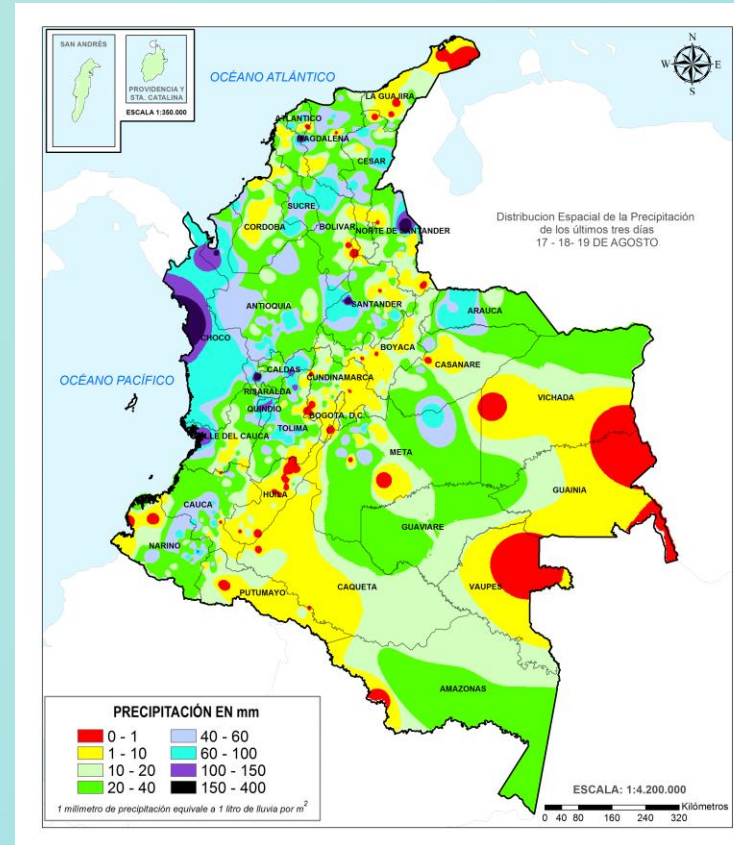 SAN ANDRÉS
PROVIDENCIA Y
STA. CATALINA
ESCALA 1:350.000
OCÉANO ATLÁNTICO
N
W
E
S
LA GUAJIRA
ATLANTICO
MAGDALENA
CESAR
SUCRE
CORDOBA
BOLIVAR
NORTE DE SANTANDER
Distribucion Espacial de la Precipitación
de los últimos tres días
17 - 18- 19 DE AGOSTO
ANTIOQUIA
SANTANDER
ARAUCA
CHOCO
BOYACA
CASANARE
OCÉANO PACÍFICO
CALDAS
CUNDINAMARCA
RISARALDA
VICHADA
QUINDIO
BOGOTA. D.C.
TOLIMA
VALLE DEL CAUCA
META
HUILA
GUAINIA
CAUCA
GUAVIARE
NARINO
PUTUMAYO
CAQUETA
VAUPES
AMAZONAS
PRECIPITACIÓN EN mm
0 - 1
40 - 60
1 - 10
60 - 100
10 - 20
100 - 150
20 - 40
150 - 400
1 milimetro de precipitación equivale a 1 litro de lluvia por m2
ESCALA: 1:4.200.000
Kilómetros
0 40 80 160 240 320